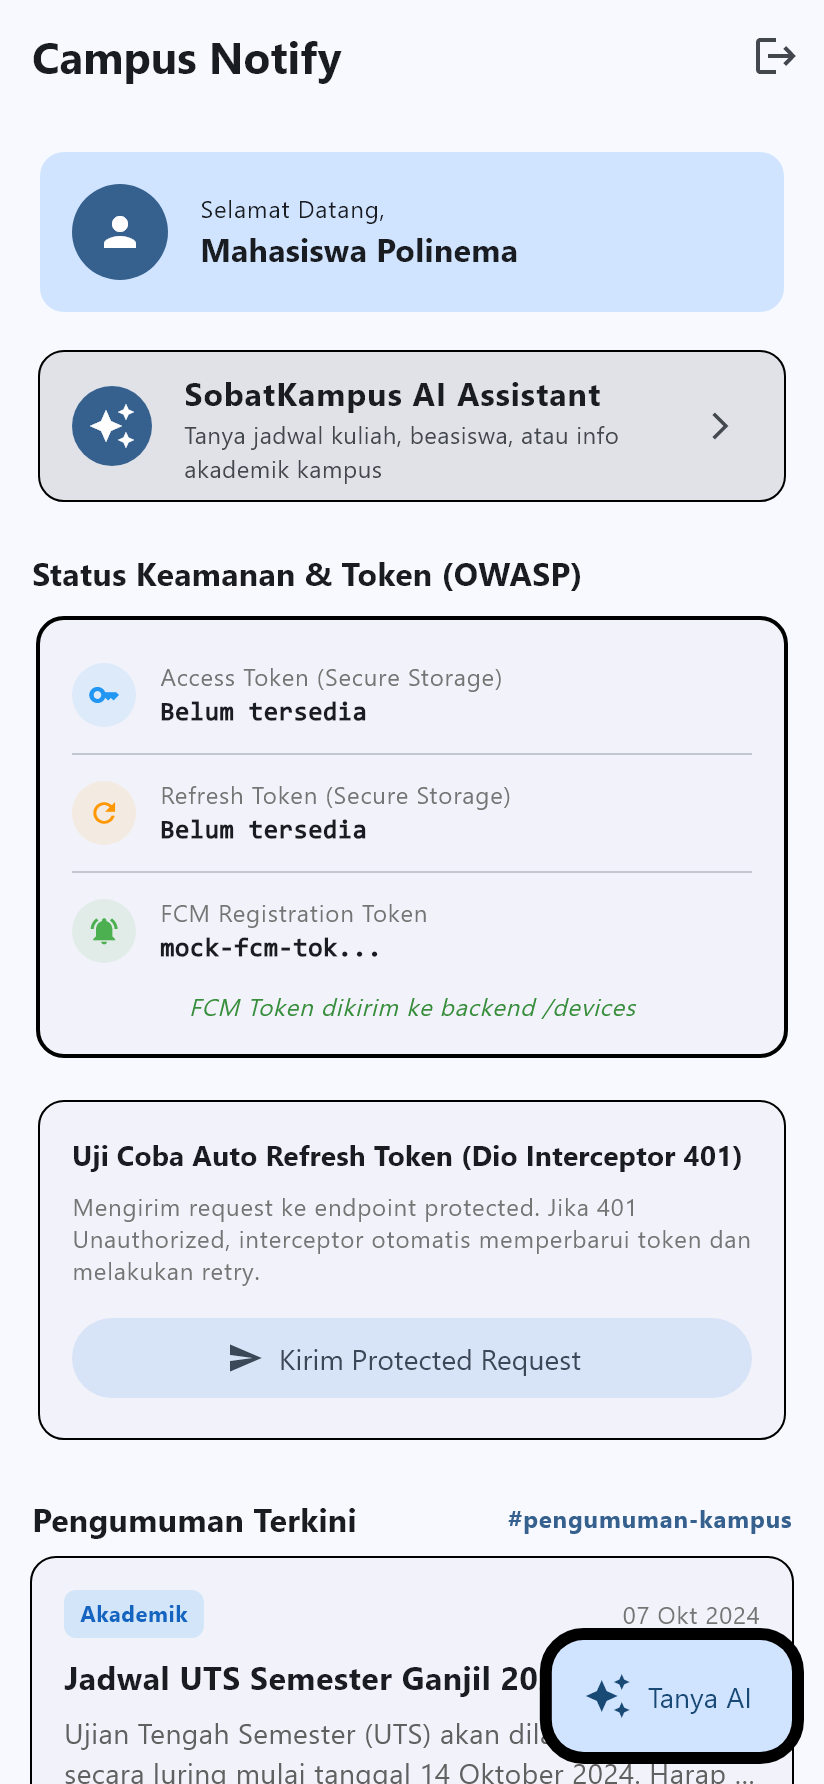 Campus Notify
Selamat Datang,
Mahasiswa Polinema
SobatKampus AI Assistant
Tanya jadwal kuliah, beasiswa, atau info
akademik kampus
Status Keamanan & Token (OWASP)
Access Token (Secure Storage)
Belum tersedia
Refresh Token (Secure Storage)
Belum tersedia
FCM Registration Token
mock-fcm-tok...
FCM Token dikirim ke backend /devices
Uji Coba Auto Refresh Token (Dio Interceptor 401)
Mengirim request ke endpoint protected. Jika 401
Unauthorized, interceptor otomatis memperbarui token dan
melakukan retry.
Kirim Protected Request
Pengumuman Terkini
#pengumuman-kampus
Akademik
07 Okt 2024
Jadwal UTS Semester Ganjil 20
Ujian Tengah Semester (UTS) akan
secara luring mulai tanggal 14 Oktober 2024. Harap ...
Tanya AI